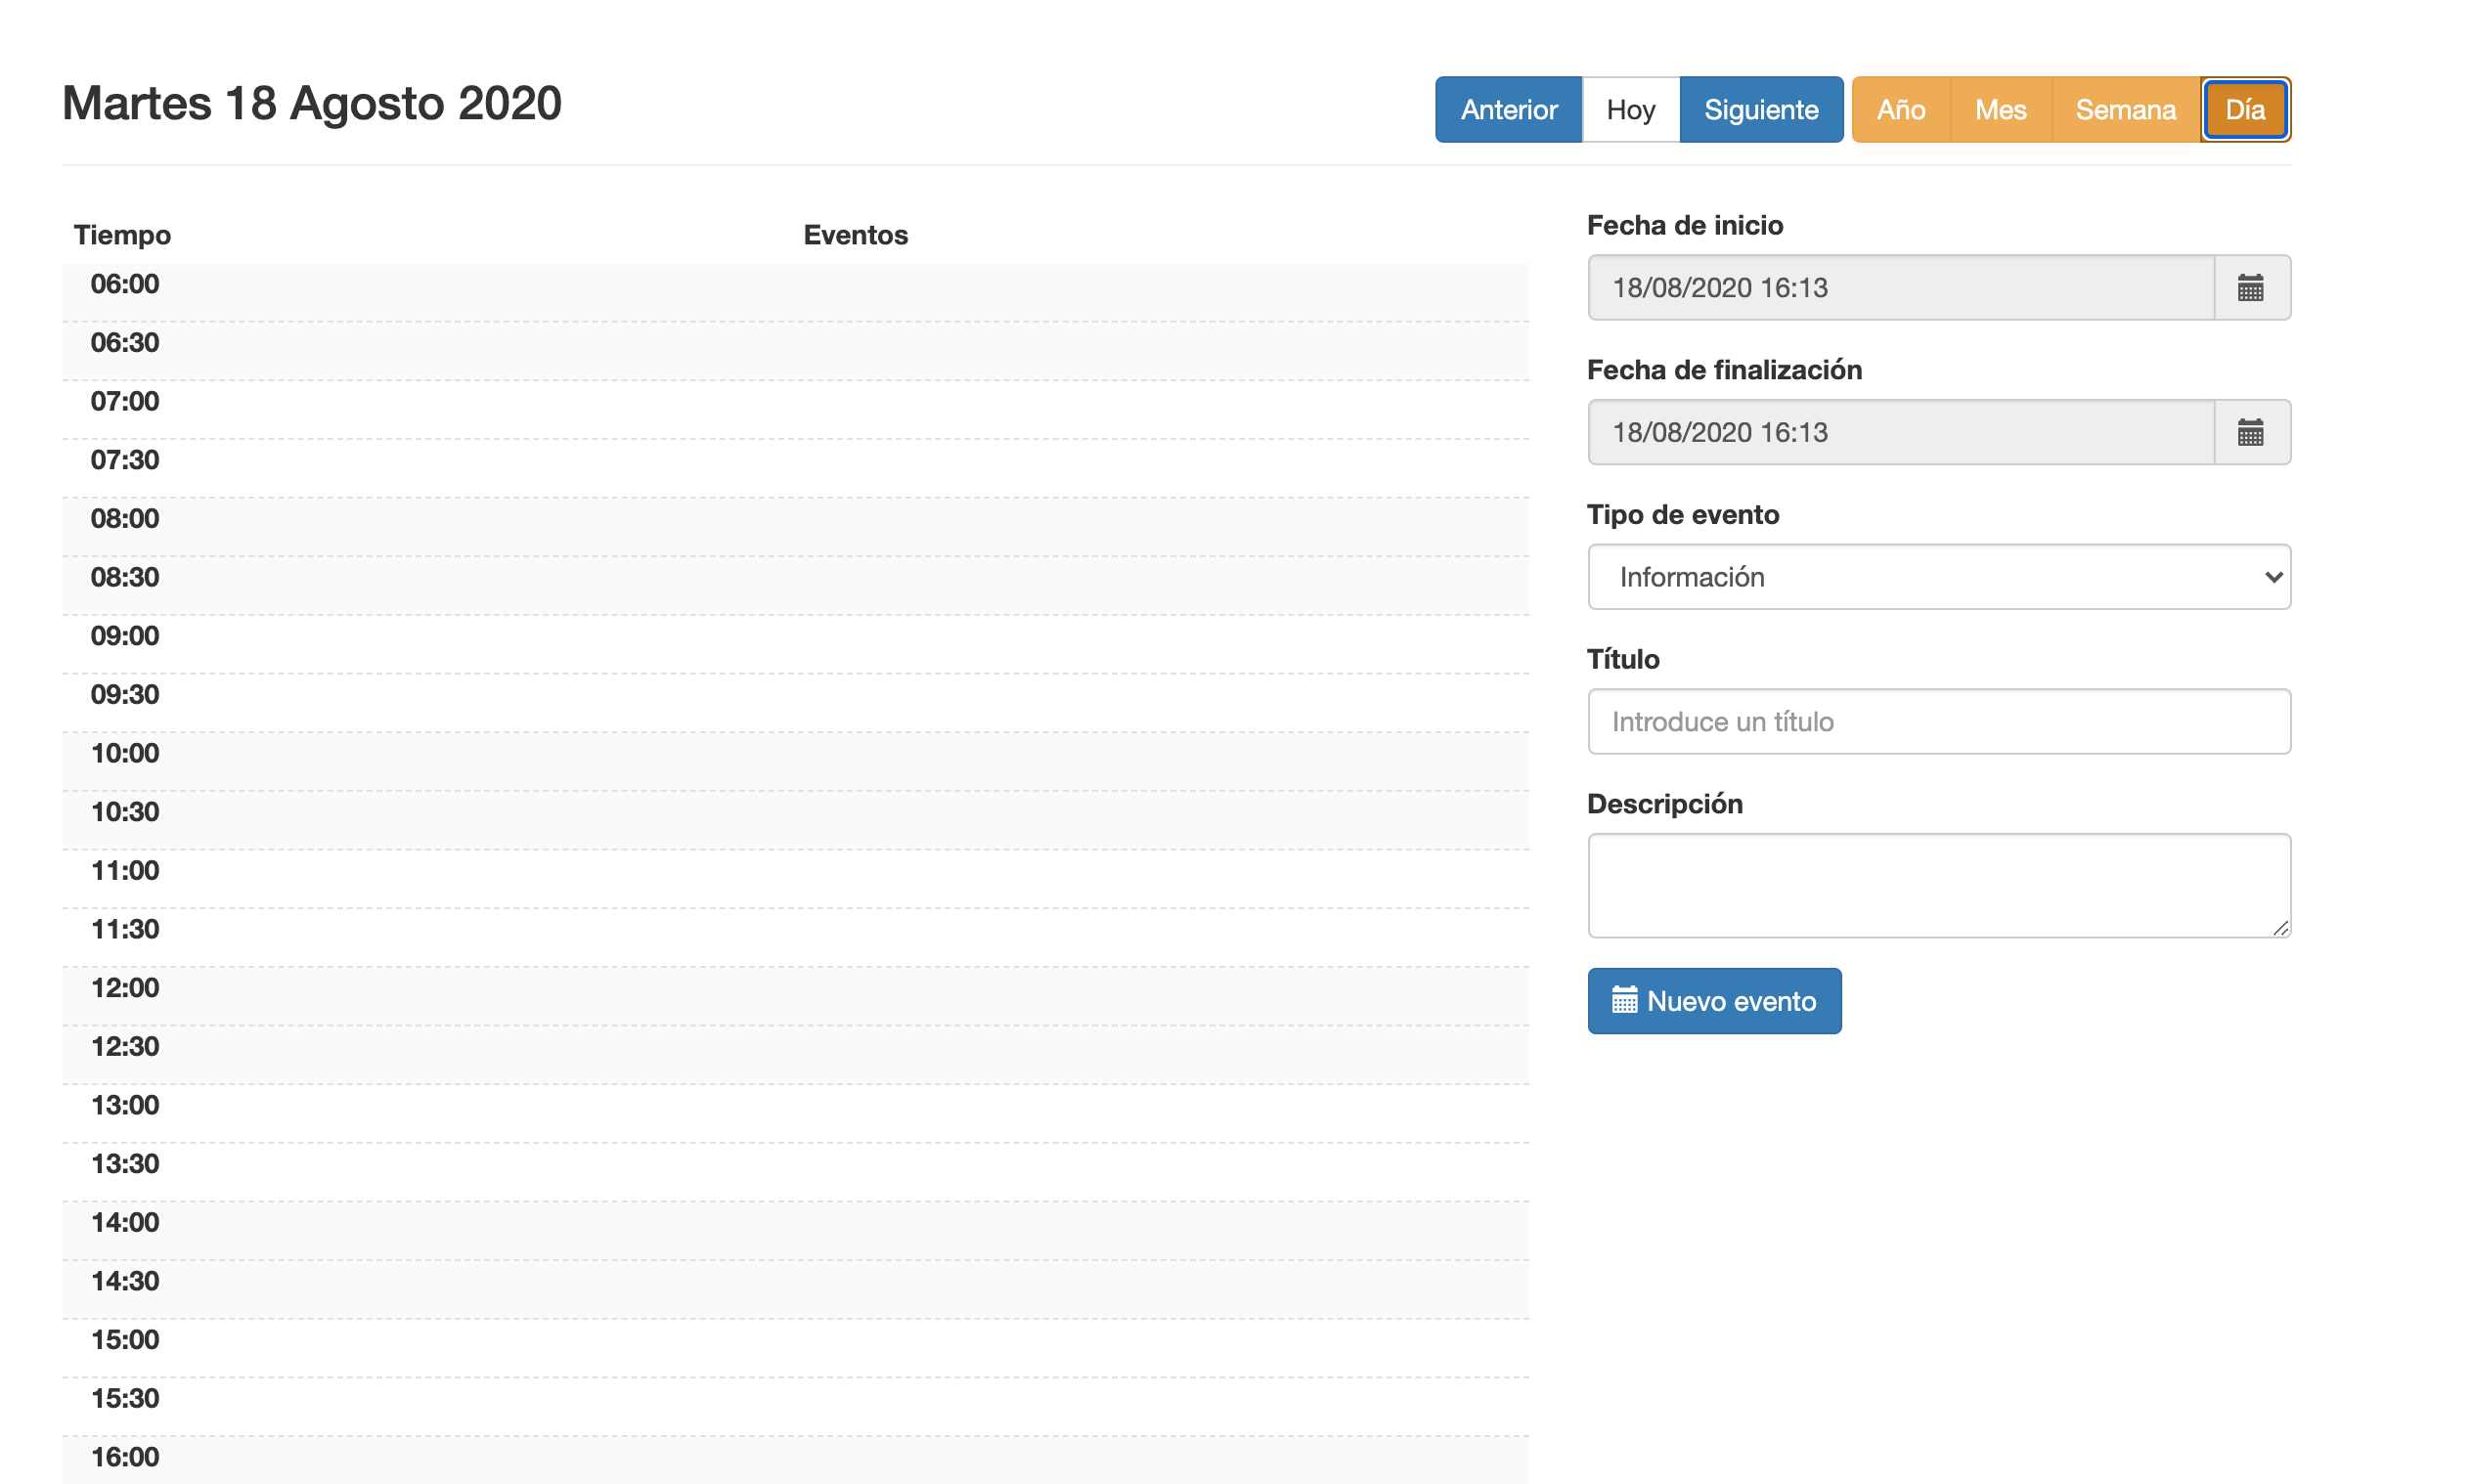 Martes 18 Agosto 2020
Anterior Hoy Siguiente Año Mes Semana Día
Tiempo Eventos
06:00
06:30
07:00
07:30
08:00
08:30
09:00
09:30
10:00
10:30
11:00
11:30
12:00
12:30
13:00
13:30
14:00
14:30
15:00
15:30
16:00
Fecha de inicio
18/08/2020 16:13
Fecha de finalización
18/08/2020 16:13
Tipo de evento
Información
Título
Introduce un título
Descripción
Nuevo evento